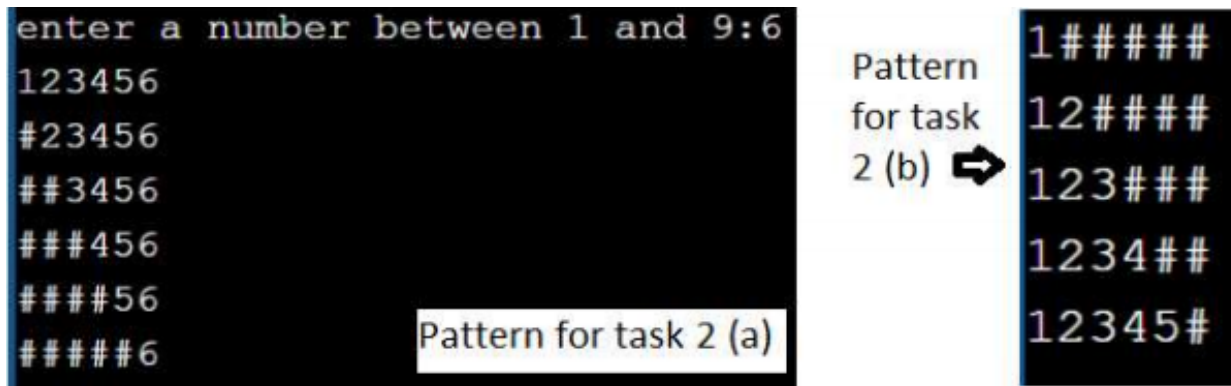 enter a number between 1 and 9:6
123456
#23456
##3456
###456
####56
#####6
Pattern for task 2 (a)
Pattern
for task
2 (b)
1#####
12####
123###
1234##
12345#